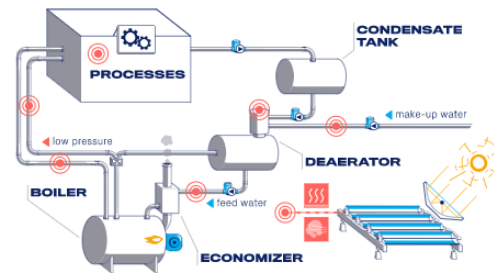 CONDENSATE
TANK
PROCESSES
make-up water
low pressure
DEAERATOR
BOILER
feed water
ECONOMIZER